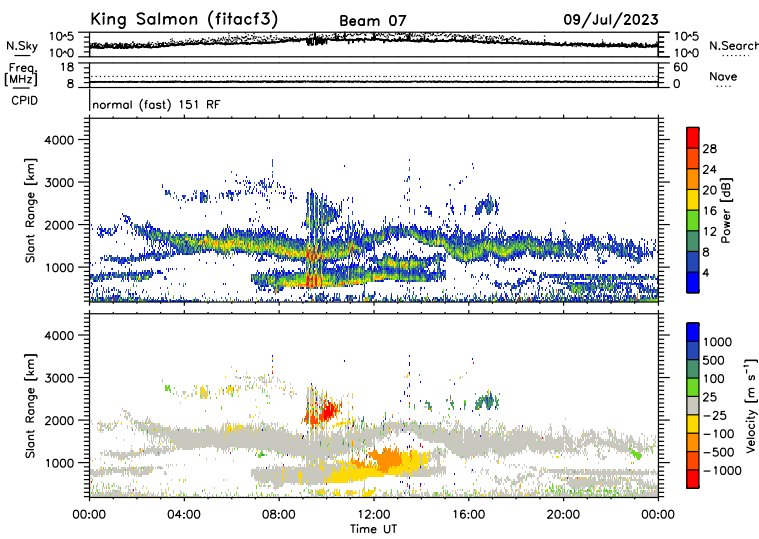 King Salmon (fitacf3) Beam 07 09/Jul/2023
N.Sky 10^5 10^0 10^5 10^0 N.Search
Freq. [MHz] 18 8 60 0 Nave
CPID normal (fast) 151 RF
Slant Range [km] 4000 3000 2000 1000
Power [dB] 28 24 20 16 12 8 4
Slant Range [km] 4000 3000 2000 1000
Velocity [m s⁻¹] 1000 500 100 25 −25 −100 −500 −1000
00:00 04:00 08:00 12:00 16:00 20:00 00:00
Time UT